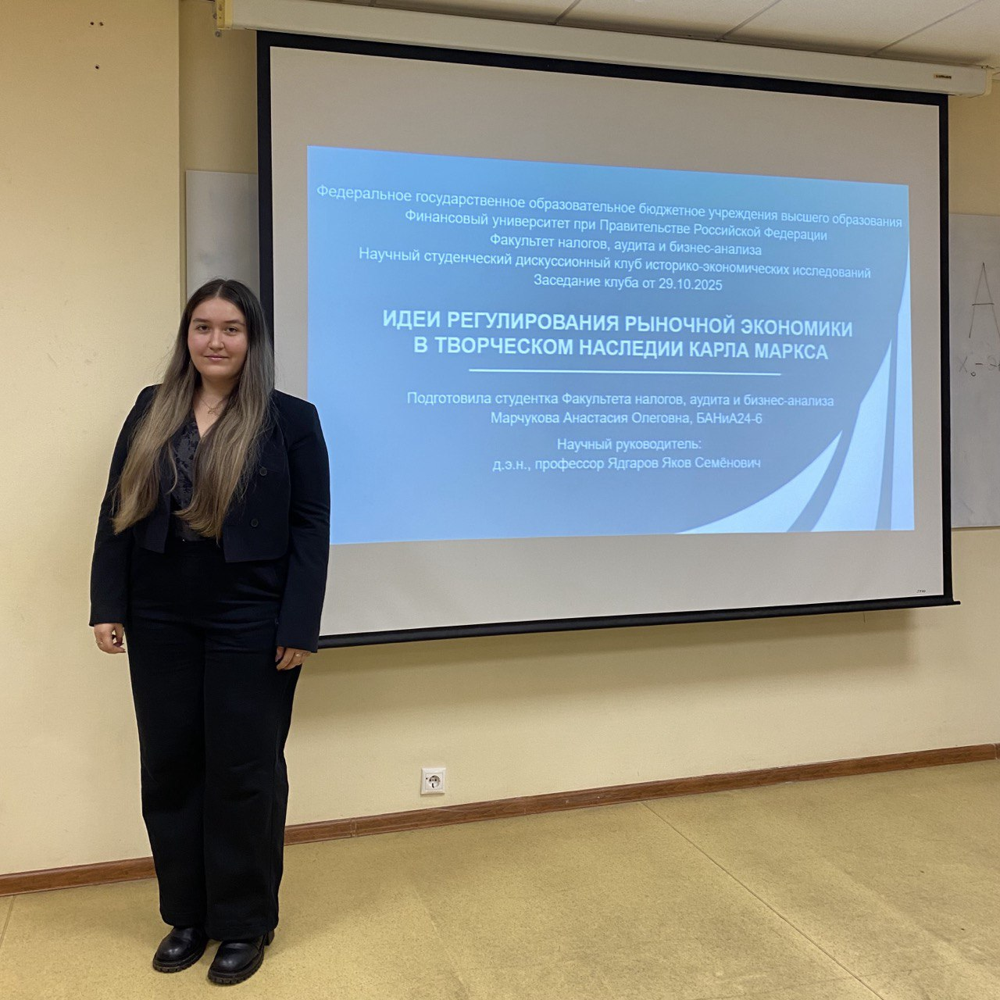 Федеральное государственное образовательное бюджетное учреждения высшего образования
Финансовый университет при Правительстве Российской Федерации
Факультет налогов, аудита и бизнес-анализа
Научный студенческий дискуссионный клуб историко-экономических исследований
Заседание клуба от 29.10.2025
ИДЕИ РЕГУЛИРОВАНИЯ РЫНОЧНОЙ ЭКОНОМИКИ
В ТВОРЧЕСКОМ НАСЛЕДИИ КАРЛА МАРКСА
Подготовила студентка Факультета налогов, аудита и бизнес-анализа
Марчукова Анастасия Олеговна, БАНиА24-6
Научный руководитель:
д.э.н., профессор Ядгаров Яков Семёнович